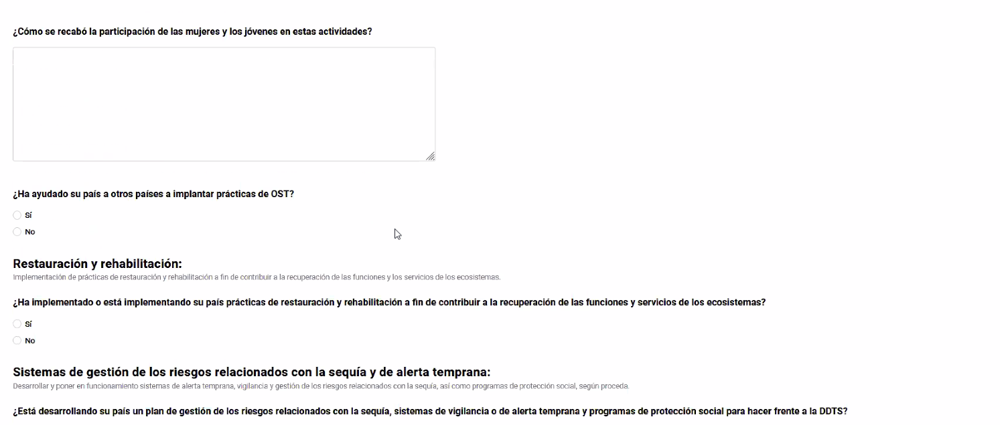 ¿Cómo se recabó la participación de las mujeres y los jóvenes en estas actividades?
¿Ha ayudado su país a otros países a implantar prácticas de OST?
Sí
No
Restauración y rehabilitación:
Implementación de prácticas de restauración y rehabilitación a fin de contribuir a la recuperación de las funciones y los servicios de los ecosistemas.
¿Ha implementado o está implementando su país prácticas de restauración y rehabilitación a fin de contribuir a la recuperación de las funciones y servicios de los ecosistemas?
Sí
No
Sistemas de gestión de los riesgos relacionados con la sequía y de alerta temprana:
Desarrollar y poner en funcionamiento sistemas de alerta temprana, vigilancia y gestión de los riesgos relacionados con la sequía, así como programas de protección social, según proceda.
¿Está desarrollando su país un plan de gestión de los riesgos relacionados con la sequía, sistemas de vigilancia o de alerta temprana y programas de protección social para hacer frente a la DDTS?